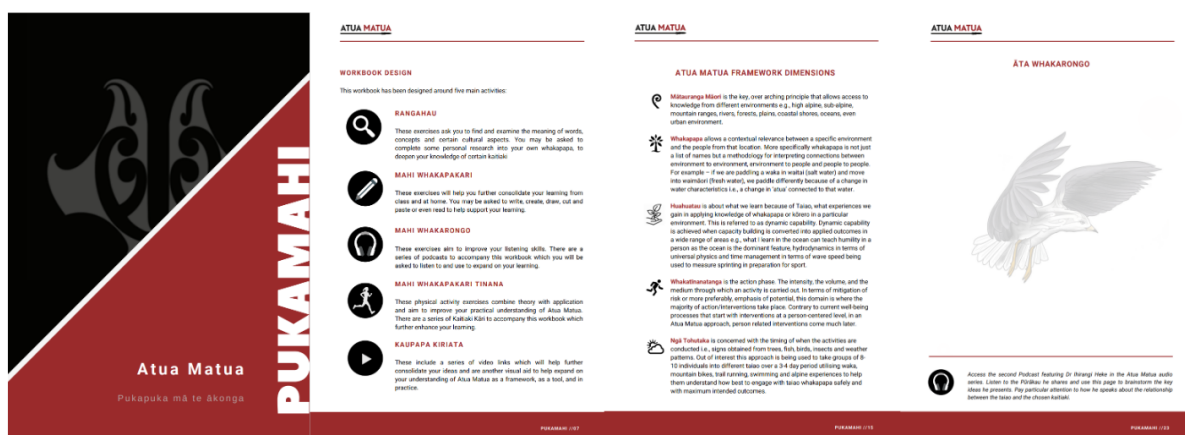 Atua Matua
Pukapuka mā te ākonga
PUKAMAHI
ATUA MATUA
WORKBOOK DESIGN
This workbook has been designed around five main activities:
RANGAHAU
These exercises ask you to find and examine the meaning of words,
concepts and certain cultural aspects. You may be asked to
complete some personal research into your own whakapapa, to
deepen your knowledge of certain kaitiaki
MAHI WHAKAPAKARI
These exercises will help you further consolidate your learning from
class and at home. You may be asked to write, create, draw, cut and
paste or even read to help support your learning.
MAHI WHAKARONGO
These exercises aim to improve your listening skills. There are a
series of podcasts to accompany this workbook which you will be
asked to listen to and use to expand on your learning.
MAHI WHAKAPAKARI TINANA
These physical activity exercises combine theory with application
and aim to improve your practical understanding of Atua Matua.
There are a series of Kaitiaki Kāri to accompany this workbook which
further enhance your learning.
KAUPAPA KIRIATA
These include a series of video links which will help further
consolidate your ideas and are another visual aid to help expand on
your understanding of Atua Matua as a framework, as a tool, and in
practice.
PUKAMAHI //07
ATUA MATUA
ATUA MATUA FRAMEWORK DIMENSIONS
Mātauranga Māori is the key, over arching principle that allows access to
knowledge from different environments e.g., high alpine, sub-alpine,
mountain ranges, rivers, forests, plains, coastal shores, oceans, even
urban environment.
Whakapapa allows a contextual relevance between a specific environment
and the people from that location. More specifically whakapapa is not just
a list of names but a methodology for interpreting connections between
environment to environment, environment to people and people to people.
For example – if we are paddling a waka in waitai (salt water) and move
into waimāori (fresh water), we paddle differently because of a change in
water characteristics i.e., a change in 'atua' connected to that water.
Huahuatau is about what we learn because of Taiao, what experiences we
gain in applying knowledge of whakapapa or kōrero in a particular
environment. This is referred to as dynamic capability. Dynamic capability
is achieved when capacity building is converted into applied outcomes in
a wide range of areas e.g., what I learn in the ocean can teach humility in a
person as the ocean is the dominant feature, hydrodynamics in terms of
universal physics and time management in terms of wave speed being
used to measure sprinting in preparation for sport.
Whakatinanatanga is the action phase. The intensity, the volume, and the
medium through which an activity is carried out. In terms of mitigation of
risk or more preferably, emphasis of potential, this domain is where the
majority of action/interventions take place. Contrary to current well-being
processes that start with interventions at a person-centered level, in an
Atua Matua approach, person related interventions come much later.
Ngā Tohutaka is concerned with the timing of when the activities are
conducted i.e., signs obtained from trees, fish, birds, insects and weather
patterns. Out of interest this approach is being used to take groups of 8-
10 individuals into different taiao over a 3-4 day period utilising waka,
mountain bikes, trail running, swimming and alpine experiences to help
them understand how best to engage with taiao whakapapa safely and
with maximum intended outcomes.
PUKAMAHI //15
ATUA MATUA
ĀTA WHAKARONGO
Access the second Podcast featuring Dr Ihirangi Heke in the Atua Matua audio
series. Listen to the Pūrākau he shares and use this page to brainstorm the key
ideas he presents. Pay particular attention to how he speaks about the relationship
between the taiao and the chosen kaitiaki.
PUKAMAHI //23